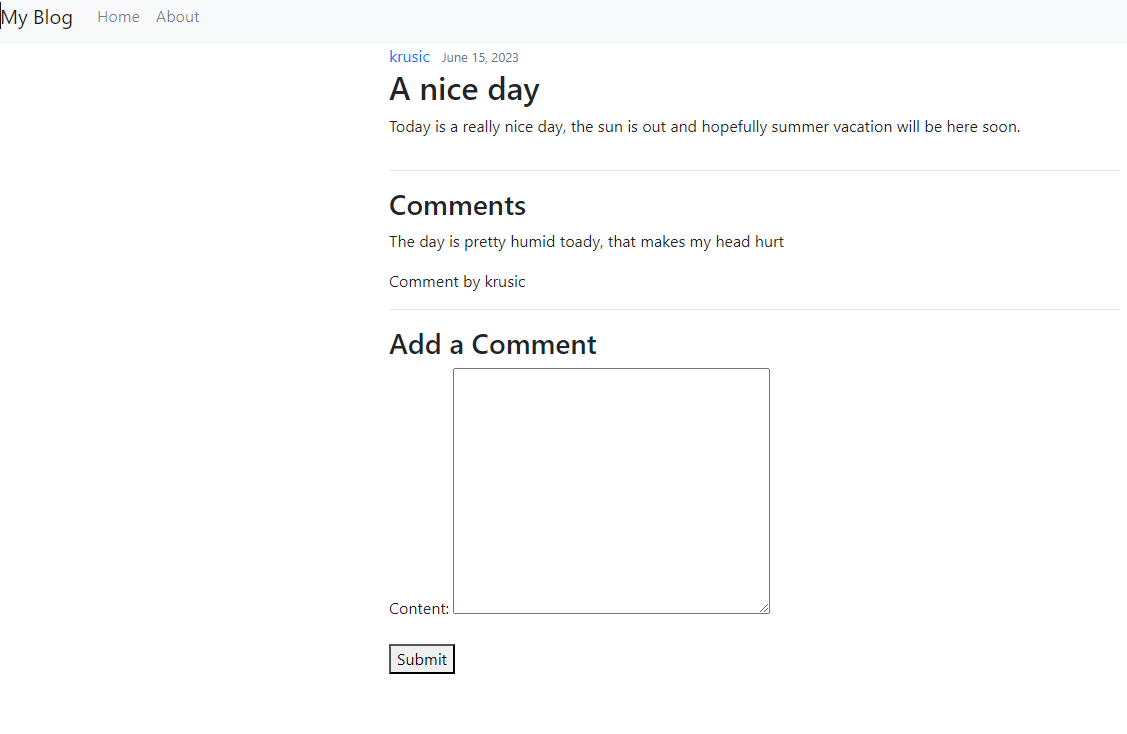 My Blog Home About
krusic June 15, 2023
A nice day
Today is a really nice day, the sun is out and hopefully summer vacation will be here soon.
Comments
The day is pretty humid toady, that makes my head hurt
Comment by krusic
Add a Comment
Content:
Submit